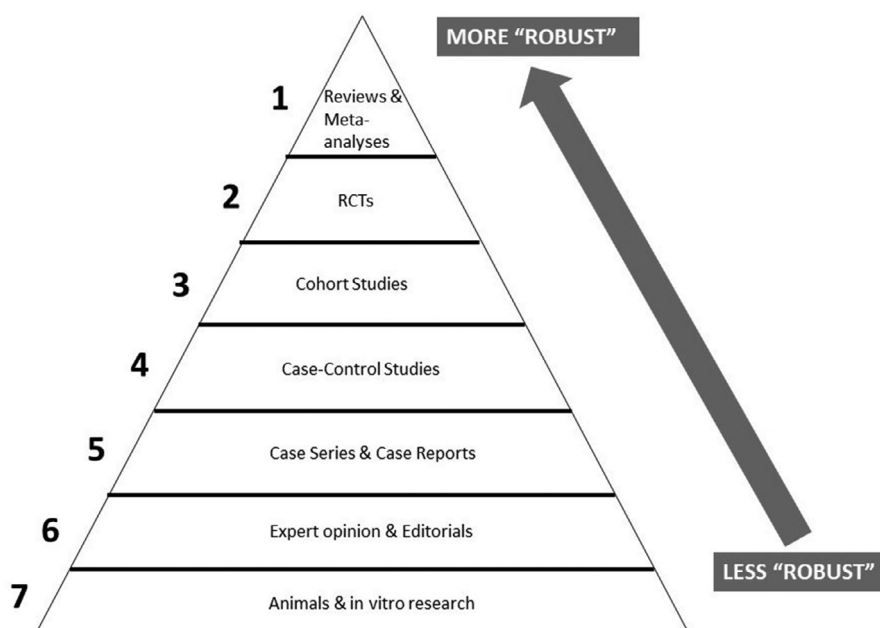 MORE “ROBUST”
1
Reviews &
Meta-
analyses
2
RCTs
3
Cohort Studies
4
Case-Control Studies
5
Case Series & Case Reports
6
Expert opinion & Editorials
LESS “ROBUST”
7
Animals & in vitro research